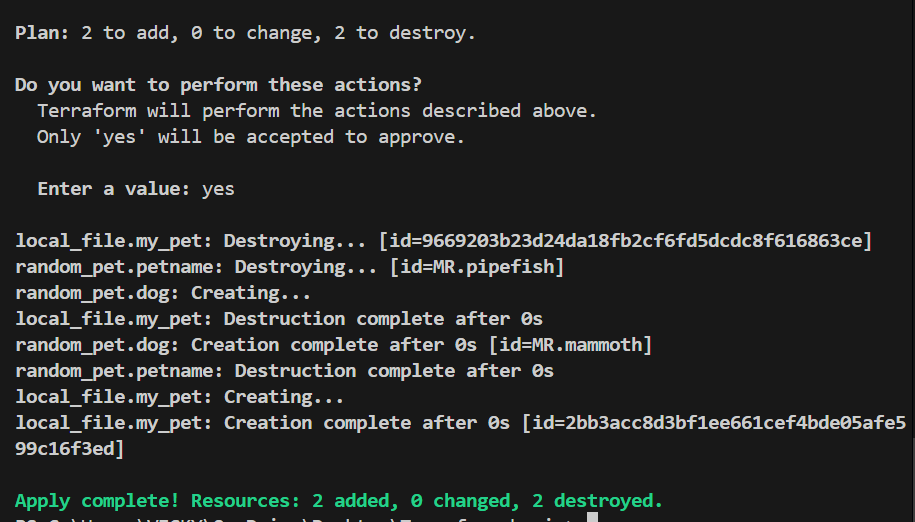 Plan: 2 to add, 0 to change, 2 to destroy.
Do you want to perform these actions?
Terraform will perform the actions described above.
Only 'yes' will be accepted to approve.
Enter a value: yes
local_file.my_pet: Destroying... [id=9669203b23d24da18fb2cf6fd5dcdc8f616863ce]
random_pet.petname: Destroying... [id=MR.pipefish]
random_pet.dog: Creating...
local_file.my_pet: Destruction complete after 0s
random_pet.dog: Creation complete after 0s [id=MR.mammoth]
random_pet.petname: Destruction complete after 0s
local_file.my_pet: Creating...
local_file.my_pet: Creation complete after 0s [id=2bb3acc8d3bf1ee661cef4bde05afe5
99c16f3ed]
Apply complete! Resources: 2 added, 0 changed, 2 destroyed.